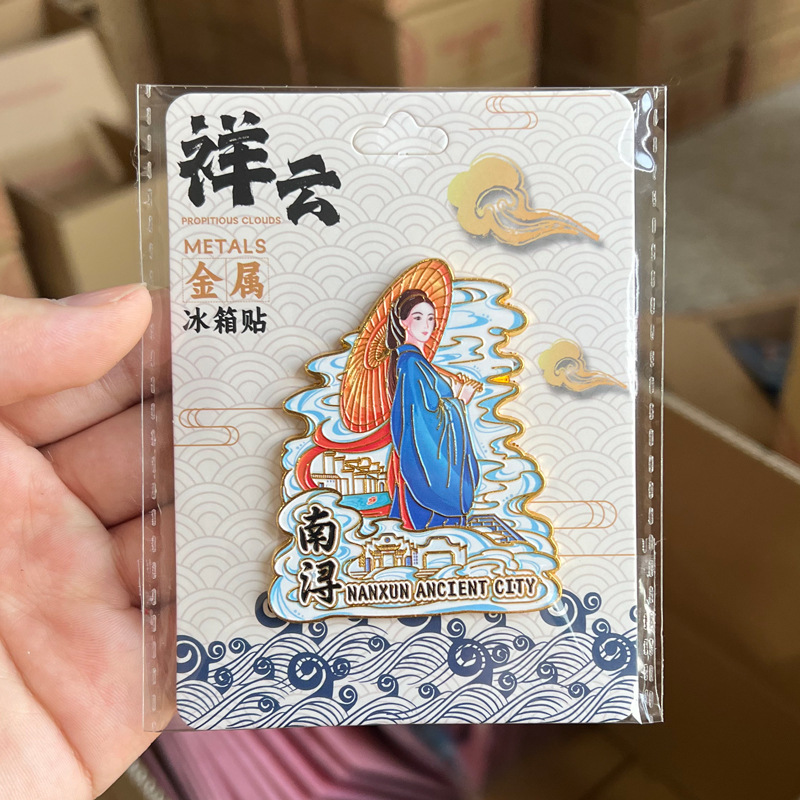 祥云
PROPITIOUS CLOUDS
METALS
金属
冰箱贴
南浔
NANXUN ANCIENT CITY